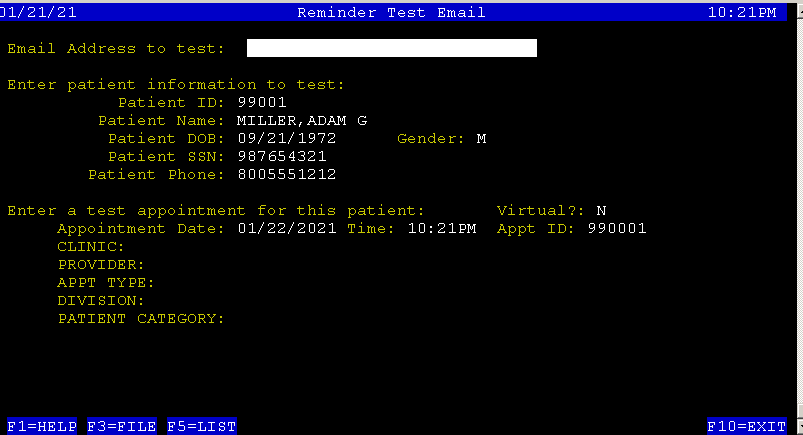 01/21/21 Reminder Test Email 10:21PM
Email Address to test:
Enter patient information to test:
Patient ID: 99001
Patient Name: MILLER,ADAM G
Patient DOB: 09/21/1972 Gender: M
Patient SSN: 987654321
Patient Phone: 8005551212
Enter a test appointment for this patient: Virtual?: N
Appointment Date: 01/22/2021 Time: 10:21PM Appt ID: 990001
CLINIC:
PROVIDER:
APPT TYPE:
DIVISION:
PATIENT CATEGORY:
F1=HELP F3=FILE F5=LIST F10=EXIT